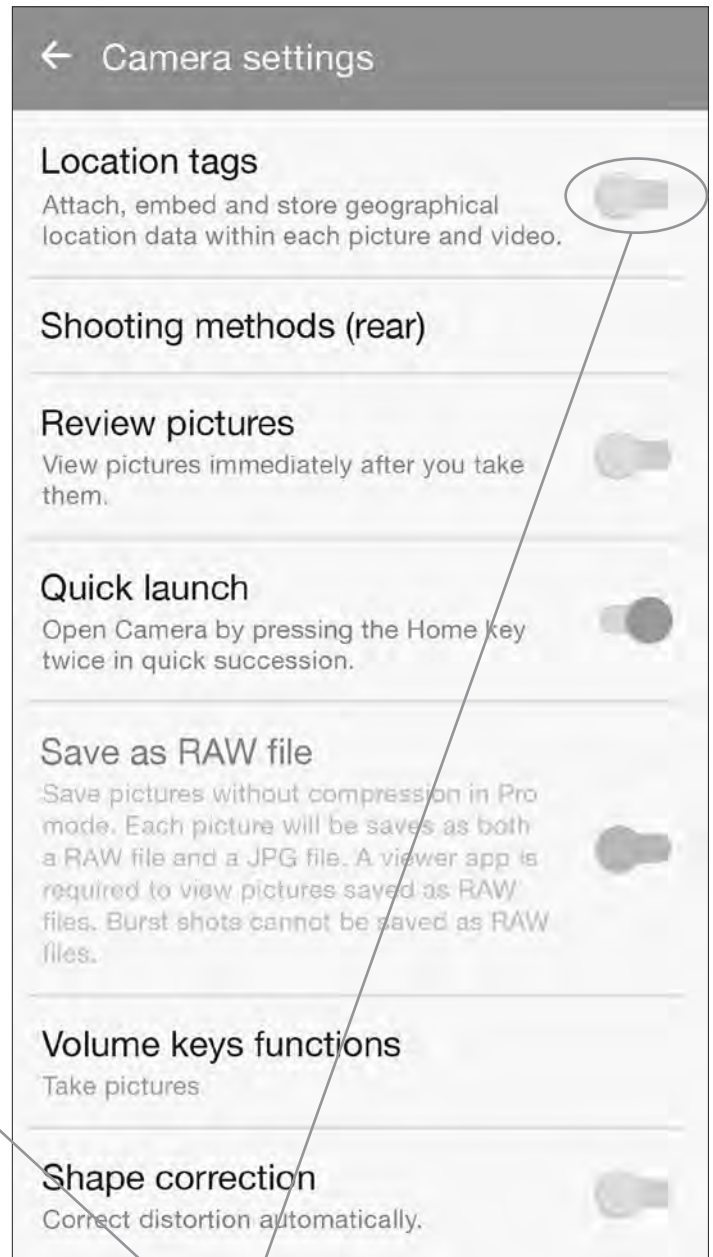 Camera settings
Location tags
Attach, embed and store geographical
location data within each picture and video.
Shooting methods (rear)
Review pictures
View pictures immediately after you take
them.
Quick launch
Open Camera by pressing the Home key
twice in quick succession.
Save as RAW file
Save pictures without compression in Pro
mode. Each picture will be saves as both
a RAW file and a JPG file. A viewer app is
required to view pictures saved as RAW
files. Burst shots cannot be saved as RAW
files.
Volume keys functions
Take pictures
Shape correction
Correct distortion automatically.